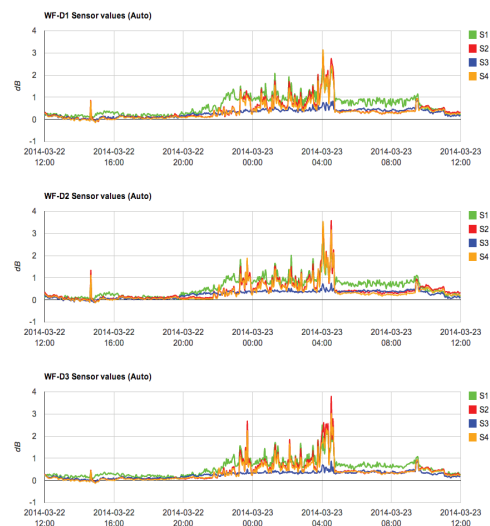 WF-D1 Sensor values (Auto)
4
3
2
1
0
-1
dB
S1
S2
S3
S4
2014-03-22 2014-03-22 2014-03-22 2014-03-23 2014-03-23 2014-03-23 2014-03-23
12:00 16:00 20:00 00:00 04:00 08:00 12:00
WF-D2 Sensor values (Auto)
4
3
2
1
0
-1
dB
S1
S2
S3
S4
2014-03-22 2014-03-22 2014-03-22 2014-03-23 2014-03-23 2014-03-23 2014-03-23
12:00 16:00 20:00 00:00 04:00 08:00 12:00
WF-D3 Sensor values (Auto)
4
3
2
1
0
-1
dB
S1
S2
S3
S4
2014-03-22 2014-03-22 2014-03-22 2014-03-23 2014-03-23 2014-03-23 2014-03-23
12:00 16:00 20:00 00:00 04:00 08:00 12:00